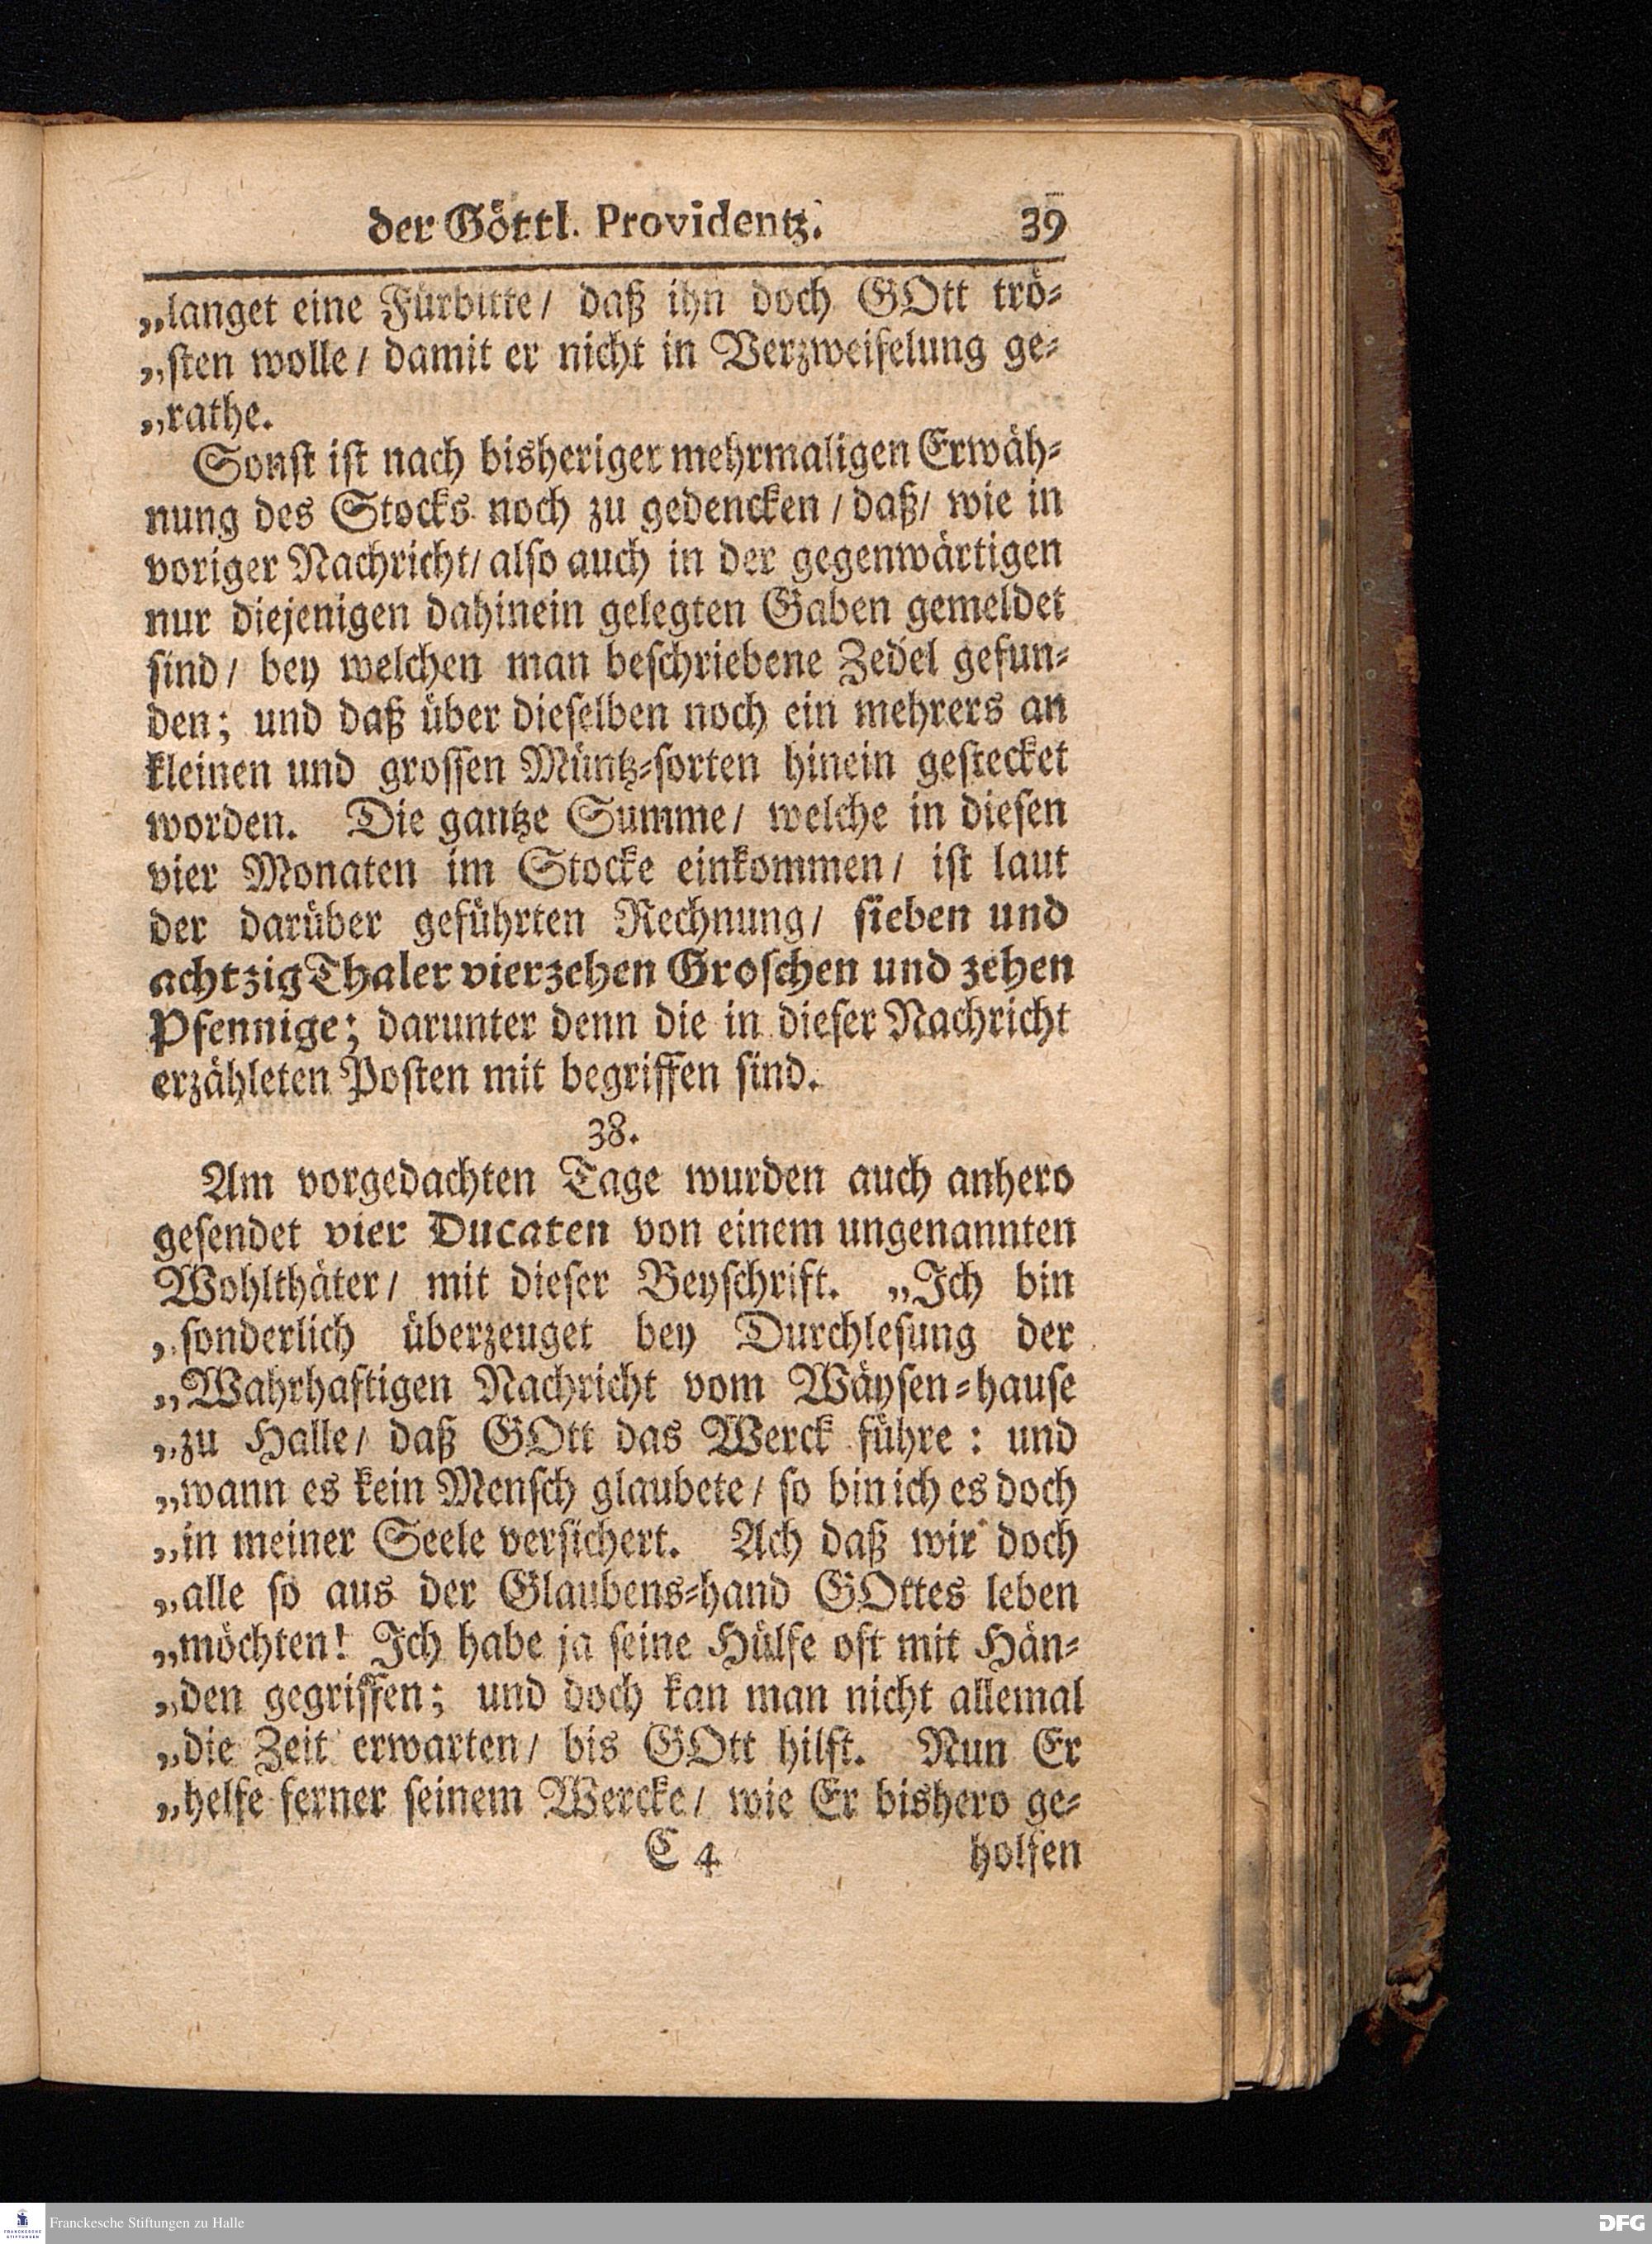 der Göttl. Providentz. 39
„langet eine Fürbitte/ daß ihn doch GOtt trö-
„sten wolle/ damit er nicht in Verzweifelung ge-
„rathe.
Sonst ist nach bisheriger mehrmaligen Erwäh-
nung des Stocks noch zu gedencken/ daß/ wie in
voriger Nachricht/ also auch in der gegenwärtigen
nur diejenigen dahinein gelegten Gaben gemeldet
sind/ bey welchen man beschriebene Zedel gefun-
den; und daß über dieselben noch ein mehrers an
kleinen und grossen Müntz-sorten hinein gestecket
worden. Die gantze Summe/ welche in diesen
vier Monaten im Stocke einkommen/ ist laut
der darüber geführten Rechnung/ sieben und
achtzig Thaler vierzehen Groschen und zehen
Pfennige; darunter denn die in dieser Nachricht
erzähleten Posten mit begriffen sind.
38.
Am vorgedachten Tage wurden auch anhero
gesendet vier Ducaten von einem ungenannten
Wohlthäter/ mit dieser Beyschrift. „Ich bin
„sonderlich überzeuget bey Durchlesung der
„Wahrhaftigen Nachricht vom Wäysen-hause
„zu Halle/ daß GOtt das Werck führe: und
„wann es kein Mensch glaubete/ so bin ich es doch
„in meiner Seele versichert. Ach daß wir doch
„alle so aus der Glaubens-hand GOttes leben
„möchten! Ich habe ja seine Hülfe oft mit Hän-
„den gegriffen; und doch kan man nicht allemal
„die Zeit erwarten/ bis GOtt hilft. Nun Er
„helfe ferner seinem Wercke/ wie Er bishero ge-
C 4 holfen
FRANCKESCHE STIFTUNGEN
Franckesche Stiftungen zu Halle
DFG